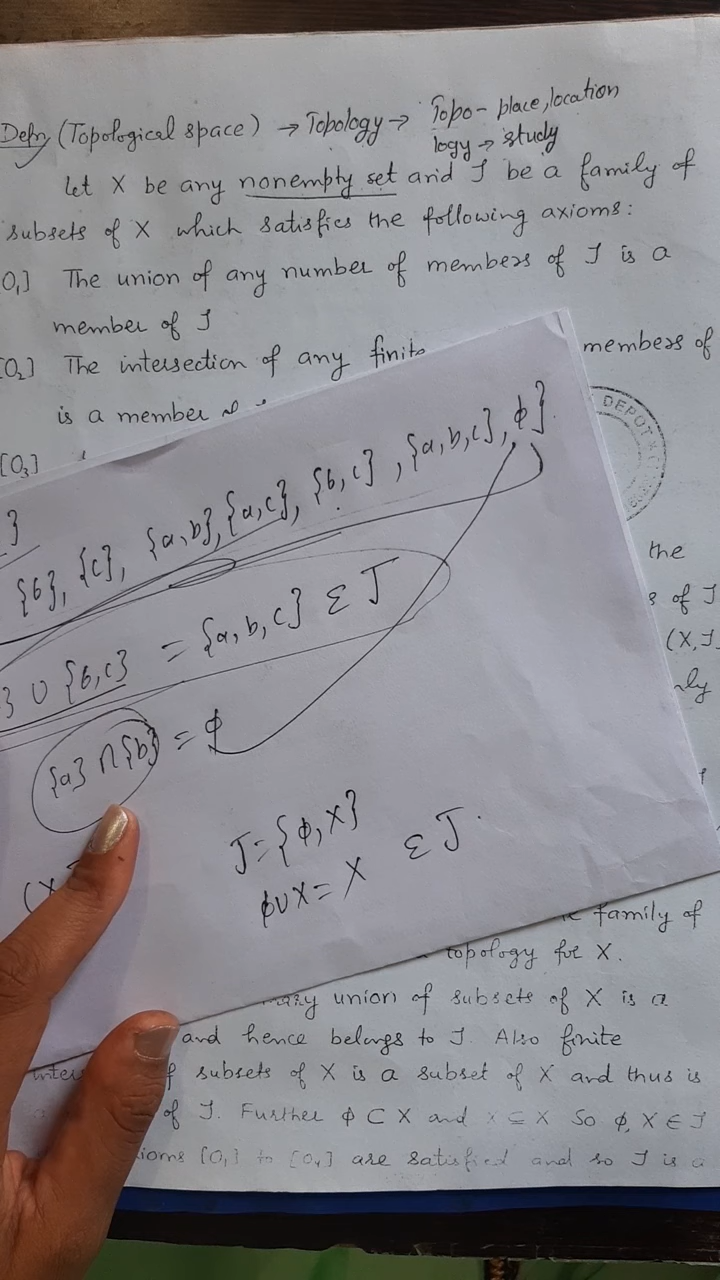 Defn (Topological space) → Topology → Topo - place, location
logy → study
let X be any nonempty set and J be a family of
subsets of X which satisfies the following axioms:
[O₁] The union of any number of members of J is a
member of J
[O₂] The intersection of any finite members of
is a member
[O₃]
DEPOT
}
{b}, {c}, {a,b}, {a,c}, {b,c}, {a,b,c}, ϕ}
} ∪ {b,c} = {a,b,c} Ɛ J
{a} ∩ {b} = ϕ
J = {ϕ, X}
ϕ∪X = X Ɛ J.
(X
the
of J
(X, J
family of
topology for X.
union of subsets of X is a
and hence belongs to J. Also finite
subsets of X is a subset of X and thus is
of J. Further ϕ ⊂ X and X ⊆ X So ϕ, X ∈ J
[O₁] to [O₄] are satisfied and so J is a